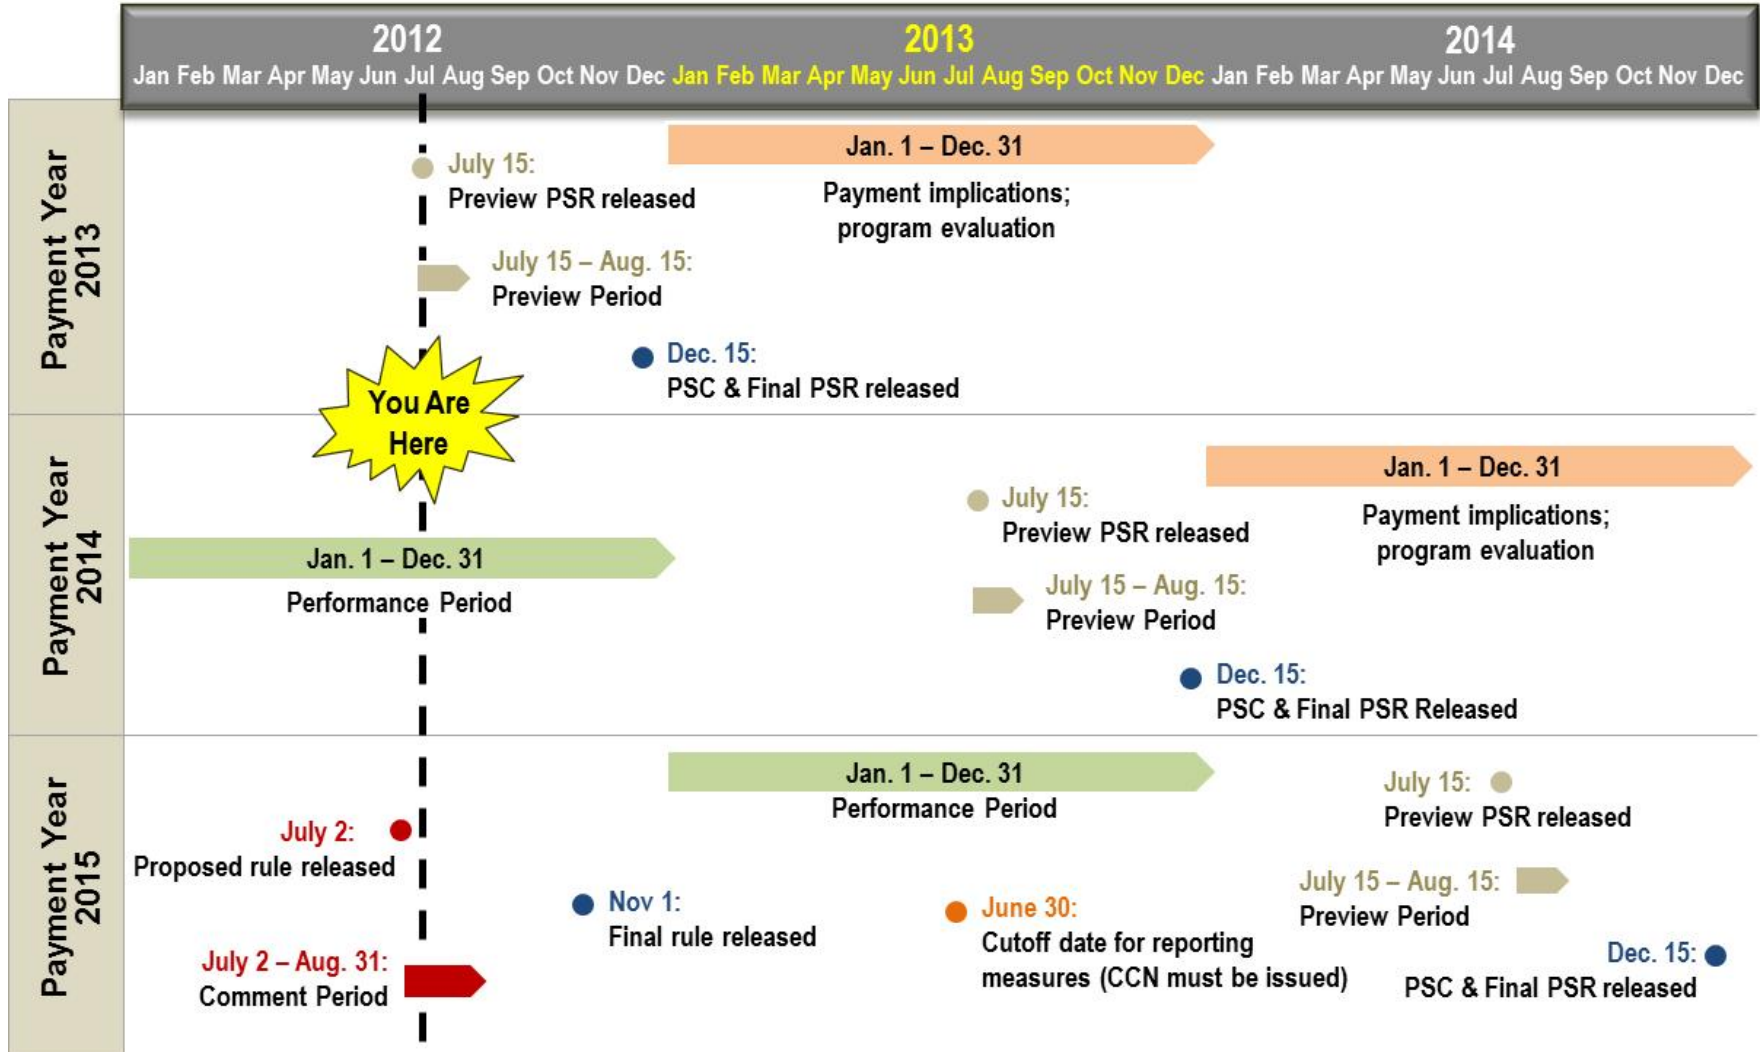 2012
2013
2014
Jan Feb Mar Apr May Jun Jul Aug Sep Oct Nov Dec Jan Feb Mar Apr May Jun Jul Aug Sep Oct Nov Dec Jan Feb Mar Apr May Jun Jul Aug Sep Oct Nov Dec
Payment Year
2013
July 15:
Preview PSR released
July 15 – Aug. 15:
Preview Period
Dec. 15:
PSC & Final PSR released
Jan. 1 – Dec. 31
Payment implications;
program evaluation
You Are
Here
Payment Year
2014
Jan. 1 – Dec. 31
Performance Period
July 15:
Preview PSR released
July 15 – Aug. 15:
Preview Period
Dec. 15:
PSC & Final PSR Released
Jan. 1 – Dec. 31
Payment implications;
program evaluation
Payment Year
2015
July 2:
Proposed rule released
July 2 – Aug. 31:
Comment Period
Nov 1:
Final rule released
Jan. 1 – Dec. 31
Performance Period
June 30:
Cutoff date for reporting
measures (CCN must be issued)
July 15:
Preview PSR released
July 15 – Aug. 15:
Preview Period
Dec. 15:
PSC & Final PSR released